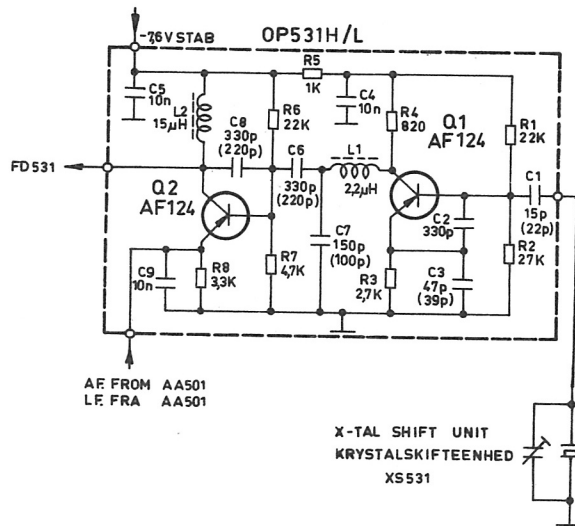 -7,6V STAB
OP531H/L
C5
10n
L2
15µH
C8
330p
(220p)
R6
22K
R5
1K
C4
10n
R4
820
Q1
AF124
R1
22K
FD531
C6
330p
(220p)
L1
2,2µH
C1
15p
(22p)
Q2
AF124
C7
150p
(100p)
C2
330p
R2
27K
C9
10n
R8
3,3K
R7
4,7K
R3
2,7K
C3
47p
(39p)
AF. FROM AA501
LF. FRA AA501
X-TAL SHIFT UNIT
KRYSTALSKIFTEENHED
XS531